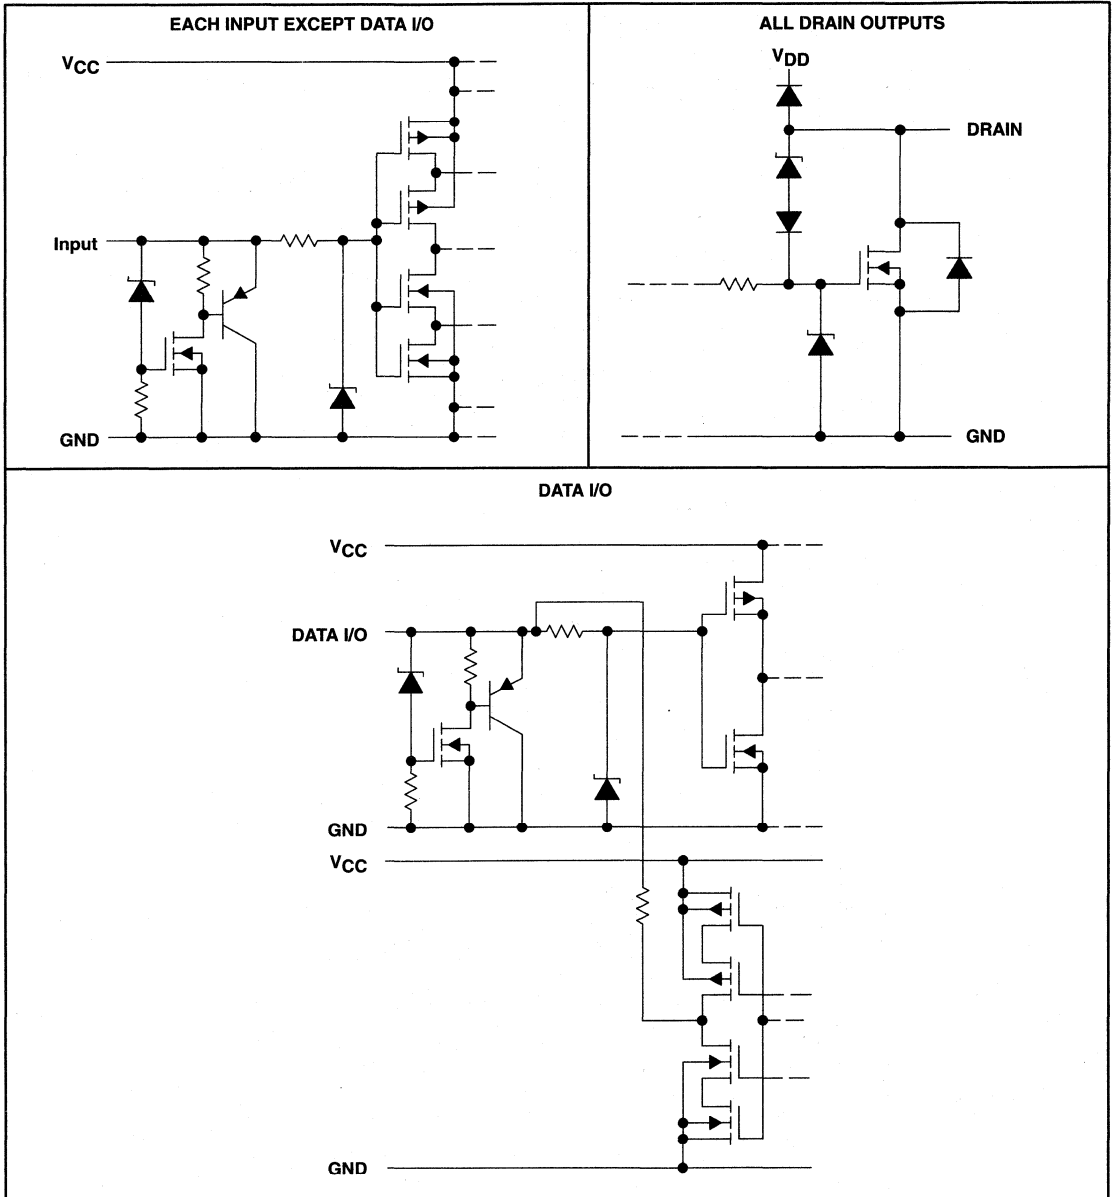 EACH INPUT EXCEPT DATA I/O
VCC
Input
GND
ALL DRAIN OUTPUTS
VDD
DRAIN
GND
DATA I/O
VCC
DATA I/O
GND
VCC
GND